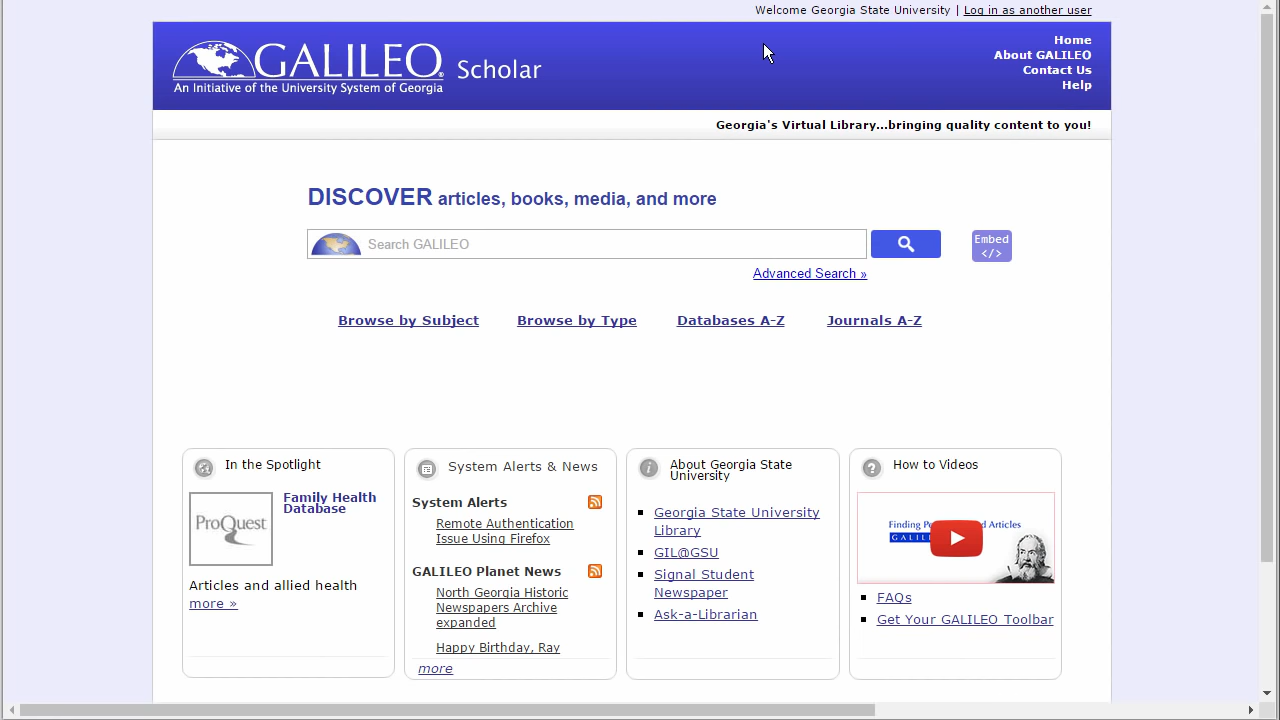 Welcome Georgia State University | Log in as another user
GALILEO® Scholar
An Initiative of the University System of Georgia
Home
About GALILEO
Contact Us
Help
Georgia's Virtual Library...bringing quality content to you!
DISCOVER articles, books, media, and more
Search GALILEO
Embed
</>
Advanced Search »
Browse by Subject
Browse by Type
Databases A-Z
Journals A-Z
In the Spotlight
ProQuest
Family Health
Database
Articles and allied health
more »
System Alerts & News
System Alerts
Remote Authentication
Issue Using Firefox
GALILEO Planet News
North Georgia Historic
Newspapers Archive
expanded
Happy Birthday, Ray
more
About Georgia State
University
Georgia State University
Library
GIL@GSU
Signal Student
Newspaper
Ask-a-Librarian
How to Videos
Finding Articles
FAQs
Get Your GALILEO Toolbar